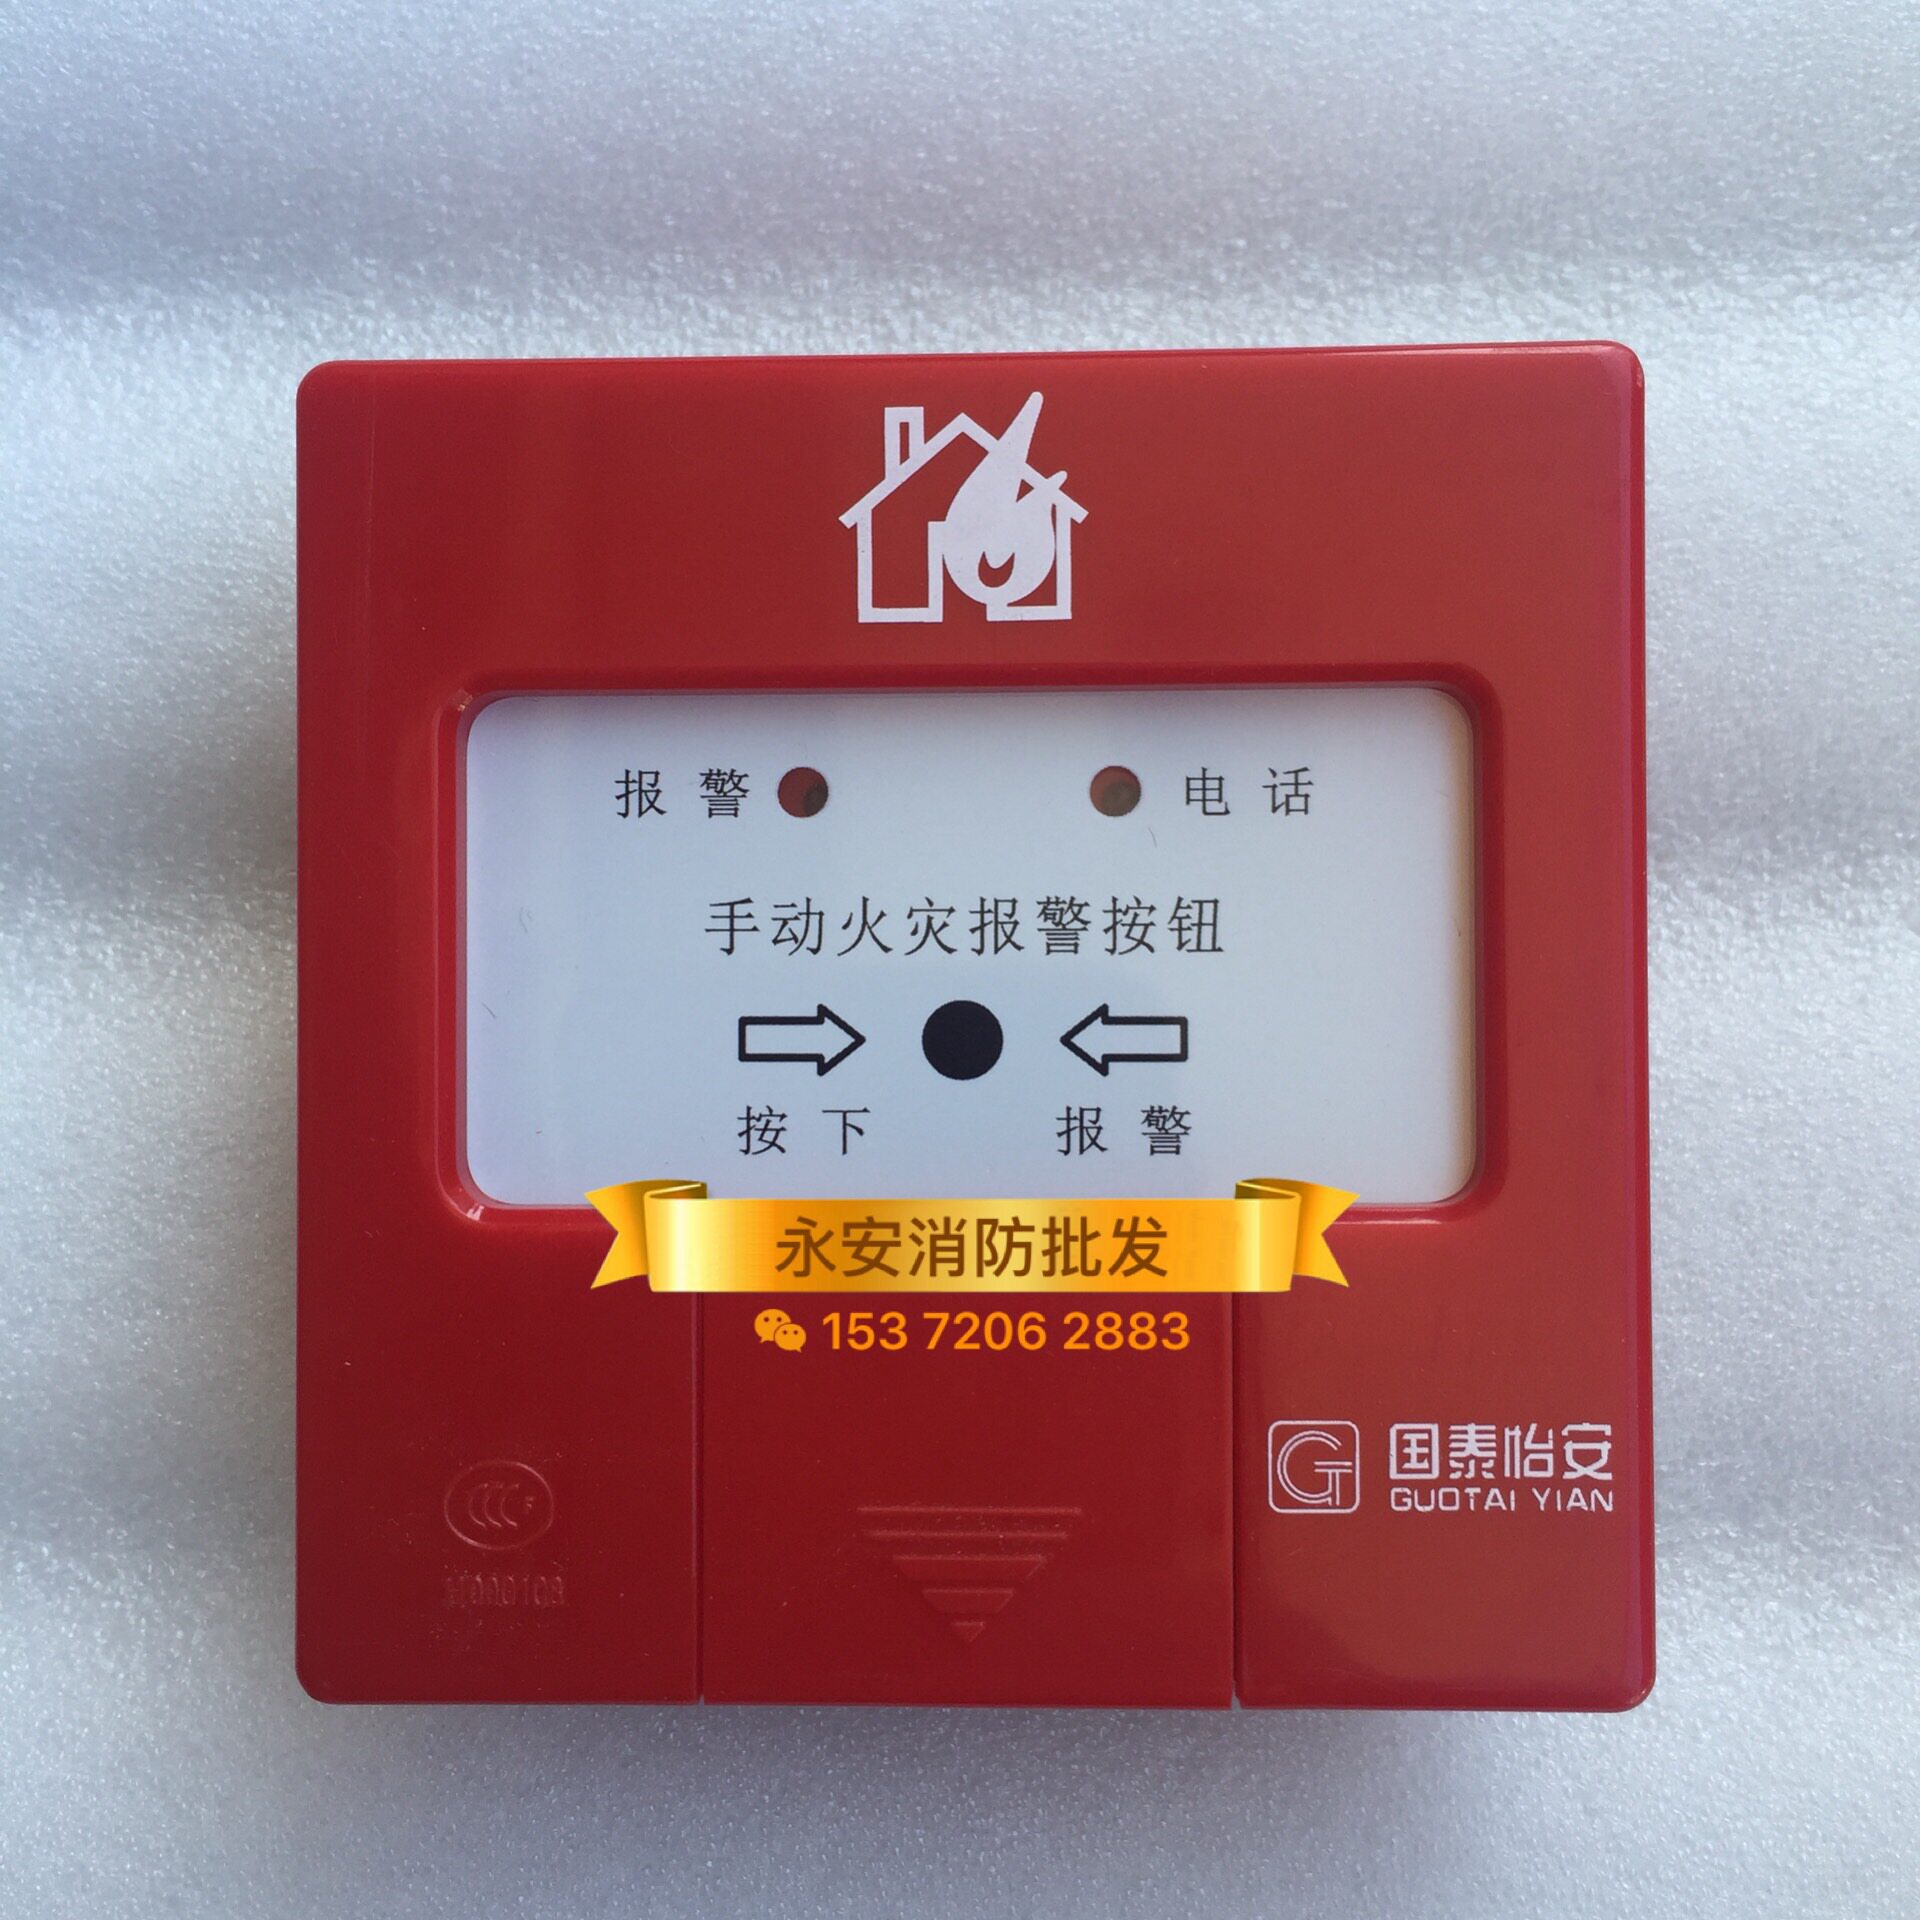 报 警 电 话
手动火灾报警按钮
按 下 报 警
永安消防批发
153 7206 2883
国泰怡安
GUOTAI YIAN